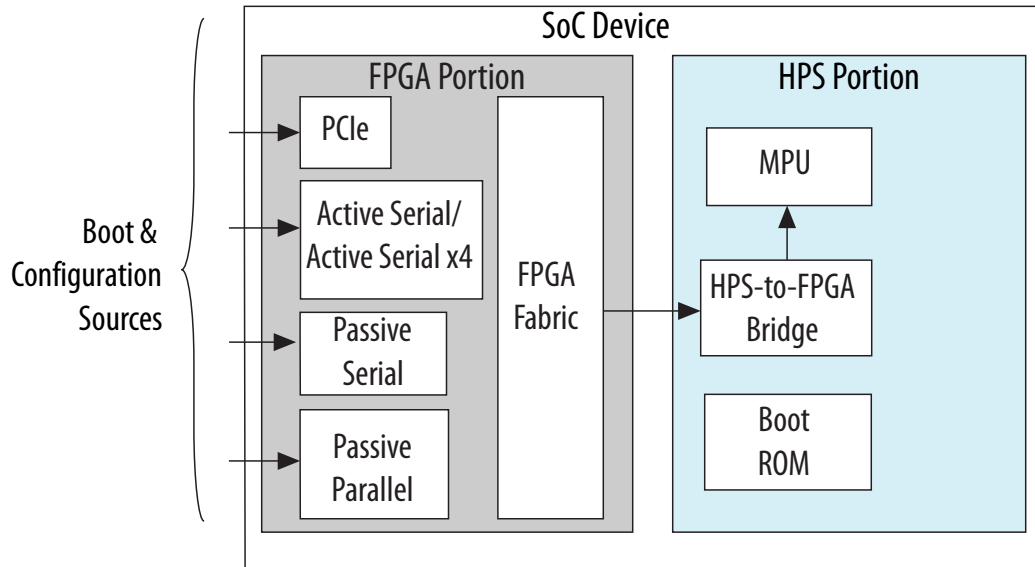 SoC Device
FPGA Portion
HPS Portion
PCIe
MPU
Active Serial/
Active Serial x4
Boot &
Configuration
Sources
FPGA
Fabric
HPS-to-FPGA
Bridge
Passive
Serial
Boot
ROM
Passive
Parallel